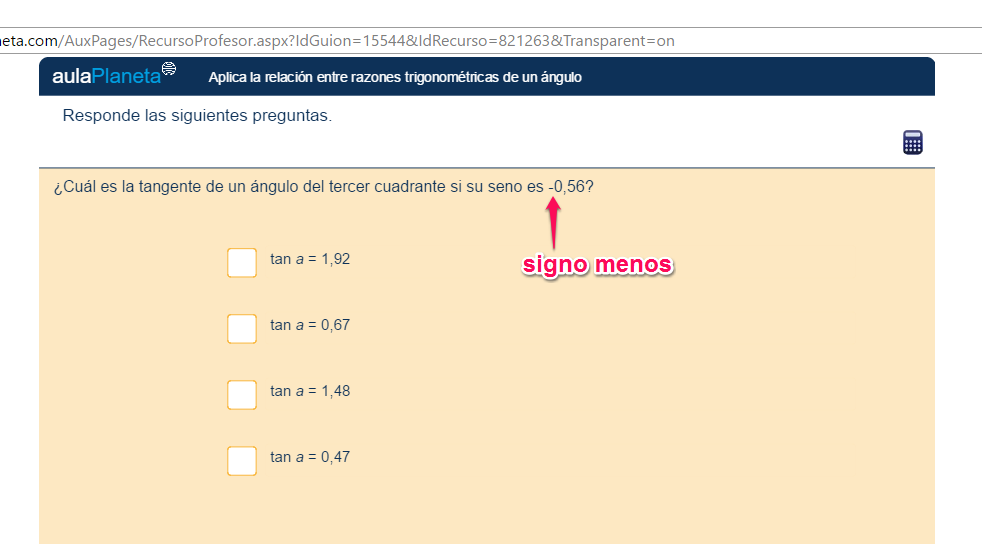 eta.com/AuxPages/RecursoProfesor.aspx?IdGuion=15544&IdRecurso=821263&Transparent=on
aulaPlaneta Aplica la relación entre razones trigonométricas de un ángulo
Responde las siguientes preguntas.
¿Cuál es la tangente de un ángulo del tercer cuadrante si su seno es -0,56?
tan a = 1,92
signo menos
tan a = 0,67
tan a = 1,48
tan a = 0,47